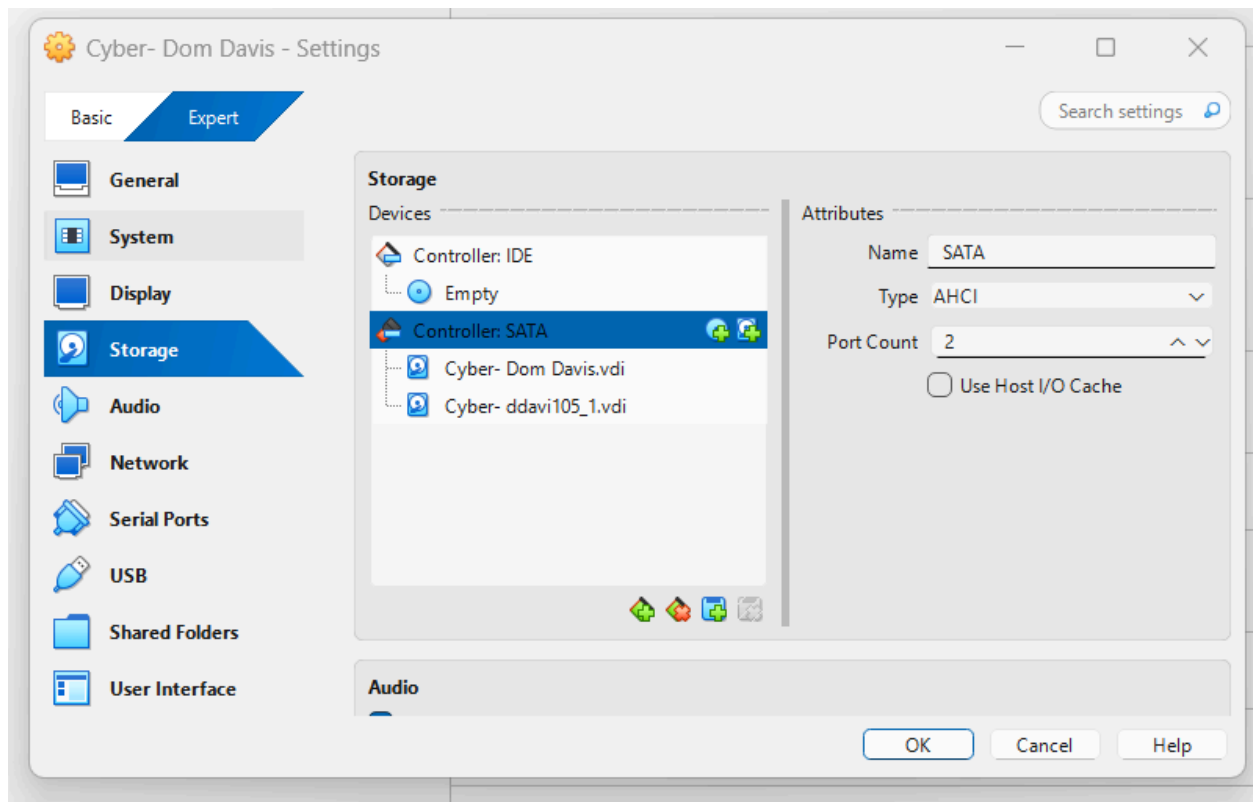 Cyber- Dom Davis - Settings
Basic
Expert
Search settings
General
System
Display
Storage
Audio
Network
Serial Ports
USB
Shared Folders
User Interface
Storage
Devices
Controller: IDE
Empty
Controller: SATA
Cyber- Dom Davis.vdi
Cyber- ddavi105_1.vdi
Attributes
Name SATA
Type AHCI
Port Count 2
Use Host I/O Cache
Audio
OK
Cancel
Help